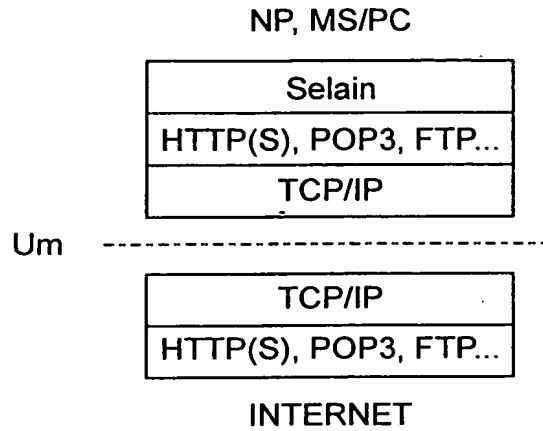 NP, MS/PC
Selain
HTTP(S), POP3, FTP...
TCP/IP
Um
TCP/IP
HTTP(S), POP3, FTP...
INTERNET